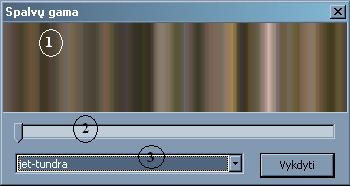 Spalvų gama
1
2
jet-tundra
3
Vykdyti